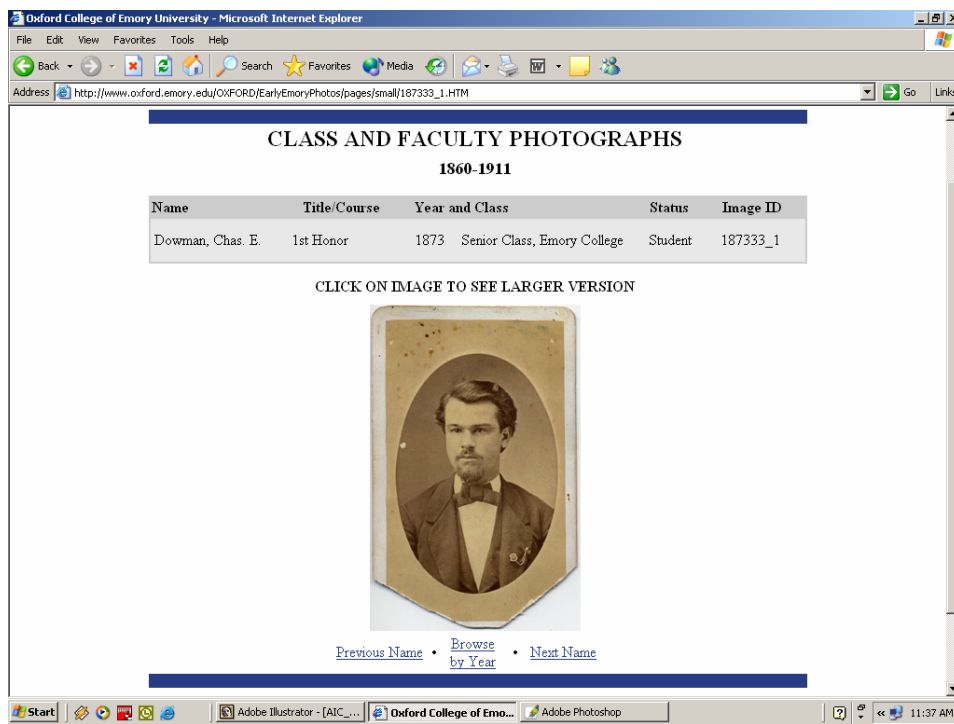 Oxford College of Emory University - Microsoft Internet Explorer
File Edit View Favorites Tools Help
Back Search Favorites Media
Address http://www.oxford.emory.edu/OXFORD/EarlyEmoryPhotos/pages/small/187333_1.HTM Go Links
CLASS AND FACULTY PHOTOGRAPHS
1860-1911
Name Title/Course Year and Class Status Image ID
Dowman, Chas. E. 1st Honor 1873 Senior Class, Emory College Student 187333_1
CLICK ON IMAGE TO SEE LARGER VERSION
Previous Name • Browse by Year • Next Name
Start Adobe Illustrator - [AIC_... Oxford College of Emo... Adobe Photoshop 11:37 AM